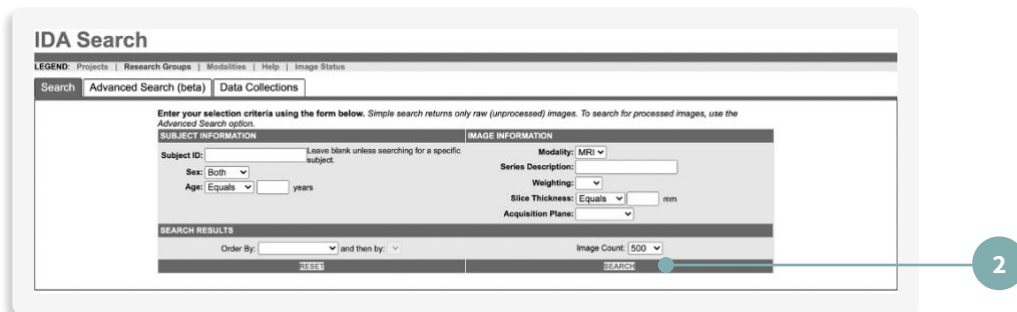 IDA Search
LEGEND: Projects | Research Groups | Modalities | Help | Image Status
Search Advanced Search (beta) Data Collections
Enter your selection criteria using the form below. Simple search returns only raw (unprocessed) images. To search for processed images, use the
Advanced Search option.
SUBJECT INFORMATION
Subject ID: Leave blank unless searching for a specific
subject.
Sex: Both
Age: Equals years
IMAGE INFORMATION
Modality: MRI
Series Description:
Weighting:
Slice Thickness: Equals mm
Acquisition Plane:
SEARCH RESULTS
Order By: and then by: Image Count: 500
RESET SEARCH
2